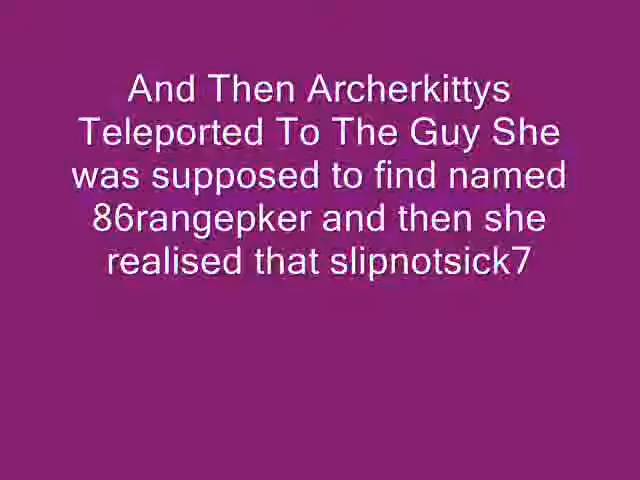 And Then Archerkittys
Teleported To The Guy She
was supposed to find named
86rangepker and then she
realised that slipnotsick7